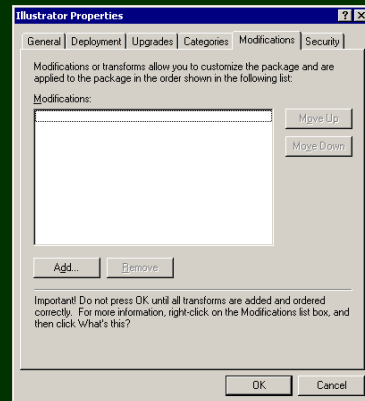 Illustrator Properties
General
Deployment
Upgrades
Categories
Modifications
Security
Modifications or transforms allow you to customize the package and are
applied to the package in the order shown in the following list:
Modifications:
Move Up
Move Down
Add...
Remove
Important! Do not press OK until all transforms are added and ordered
correctly. For more information, right-click on the Modifications list box, and
then click What's this?
OK
Cancel